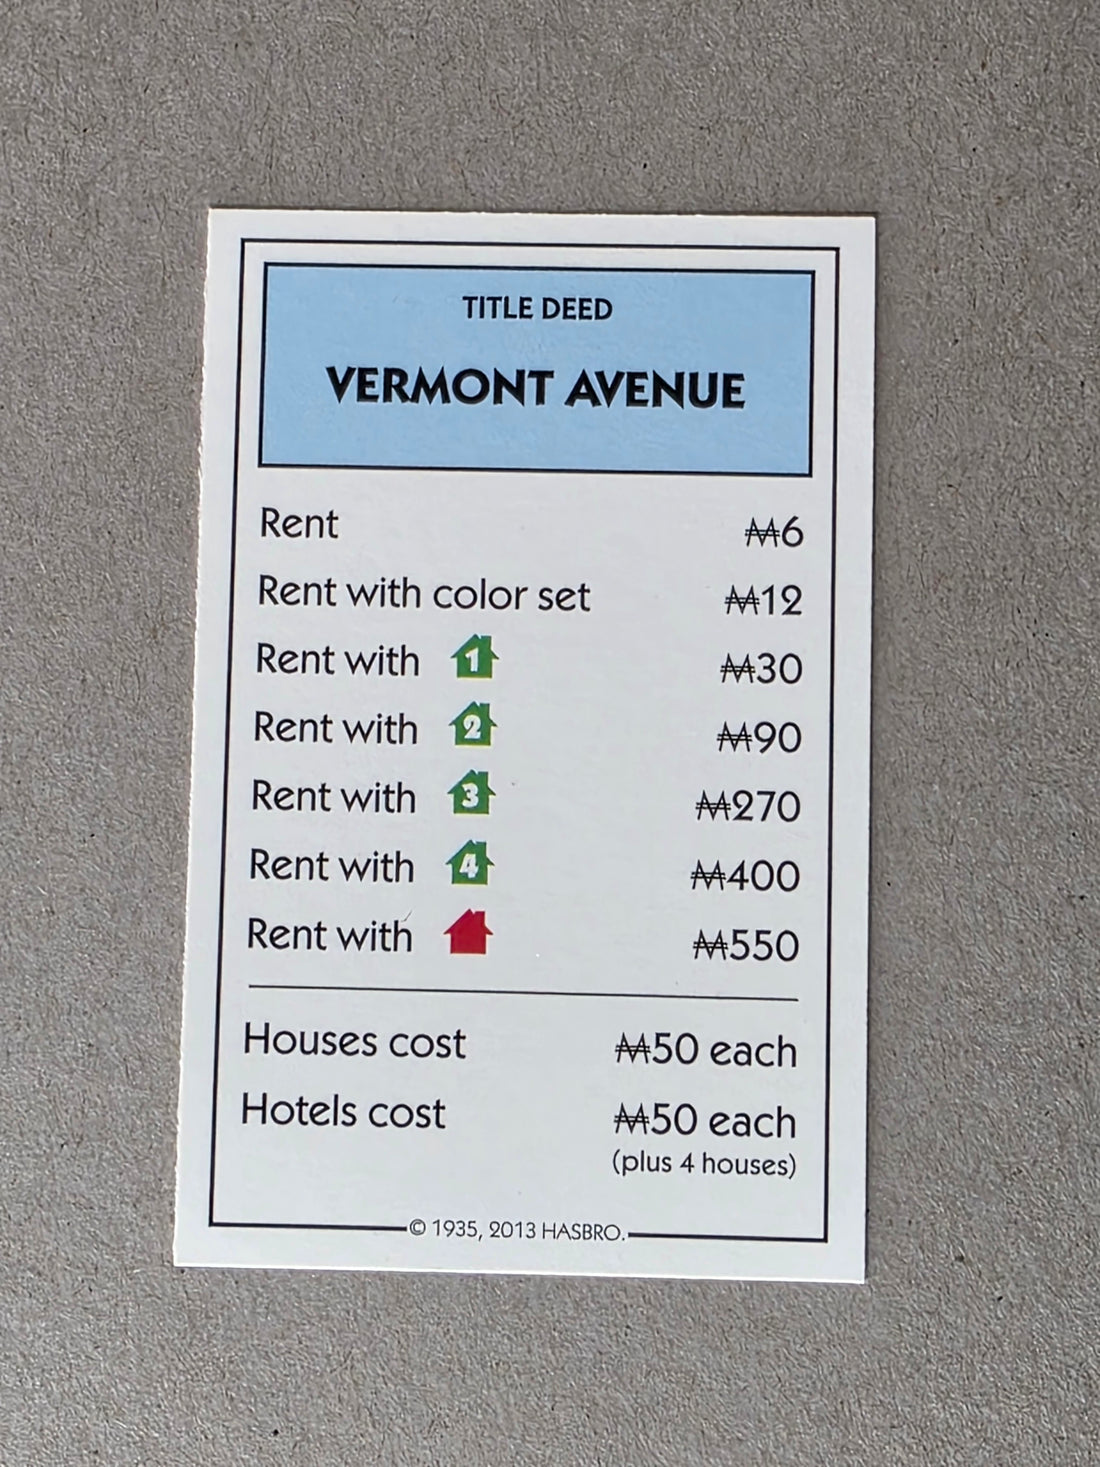 TITLE DEED
VERMONT AVENUE
Rent ₩6
Rent with color set ₩12
Rent with 1 ₩30
Rent with 2 ₩90
Rent with 3 ₩270
Rent with 4 ₩400
Rent with ₩550
Houses cost ₩50 each
Hotels cost ₩50 each
(plus 4 houses)
© 1935, 2013 HASBRO.